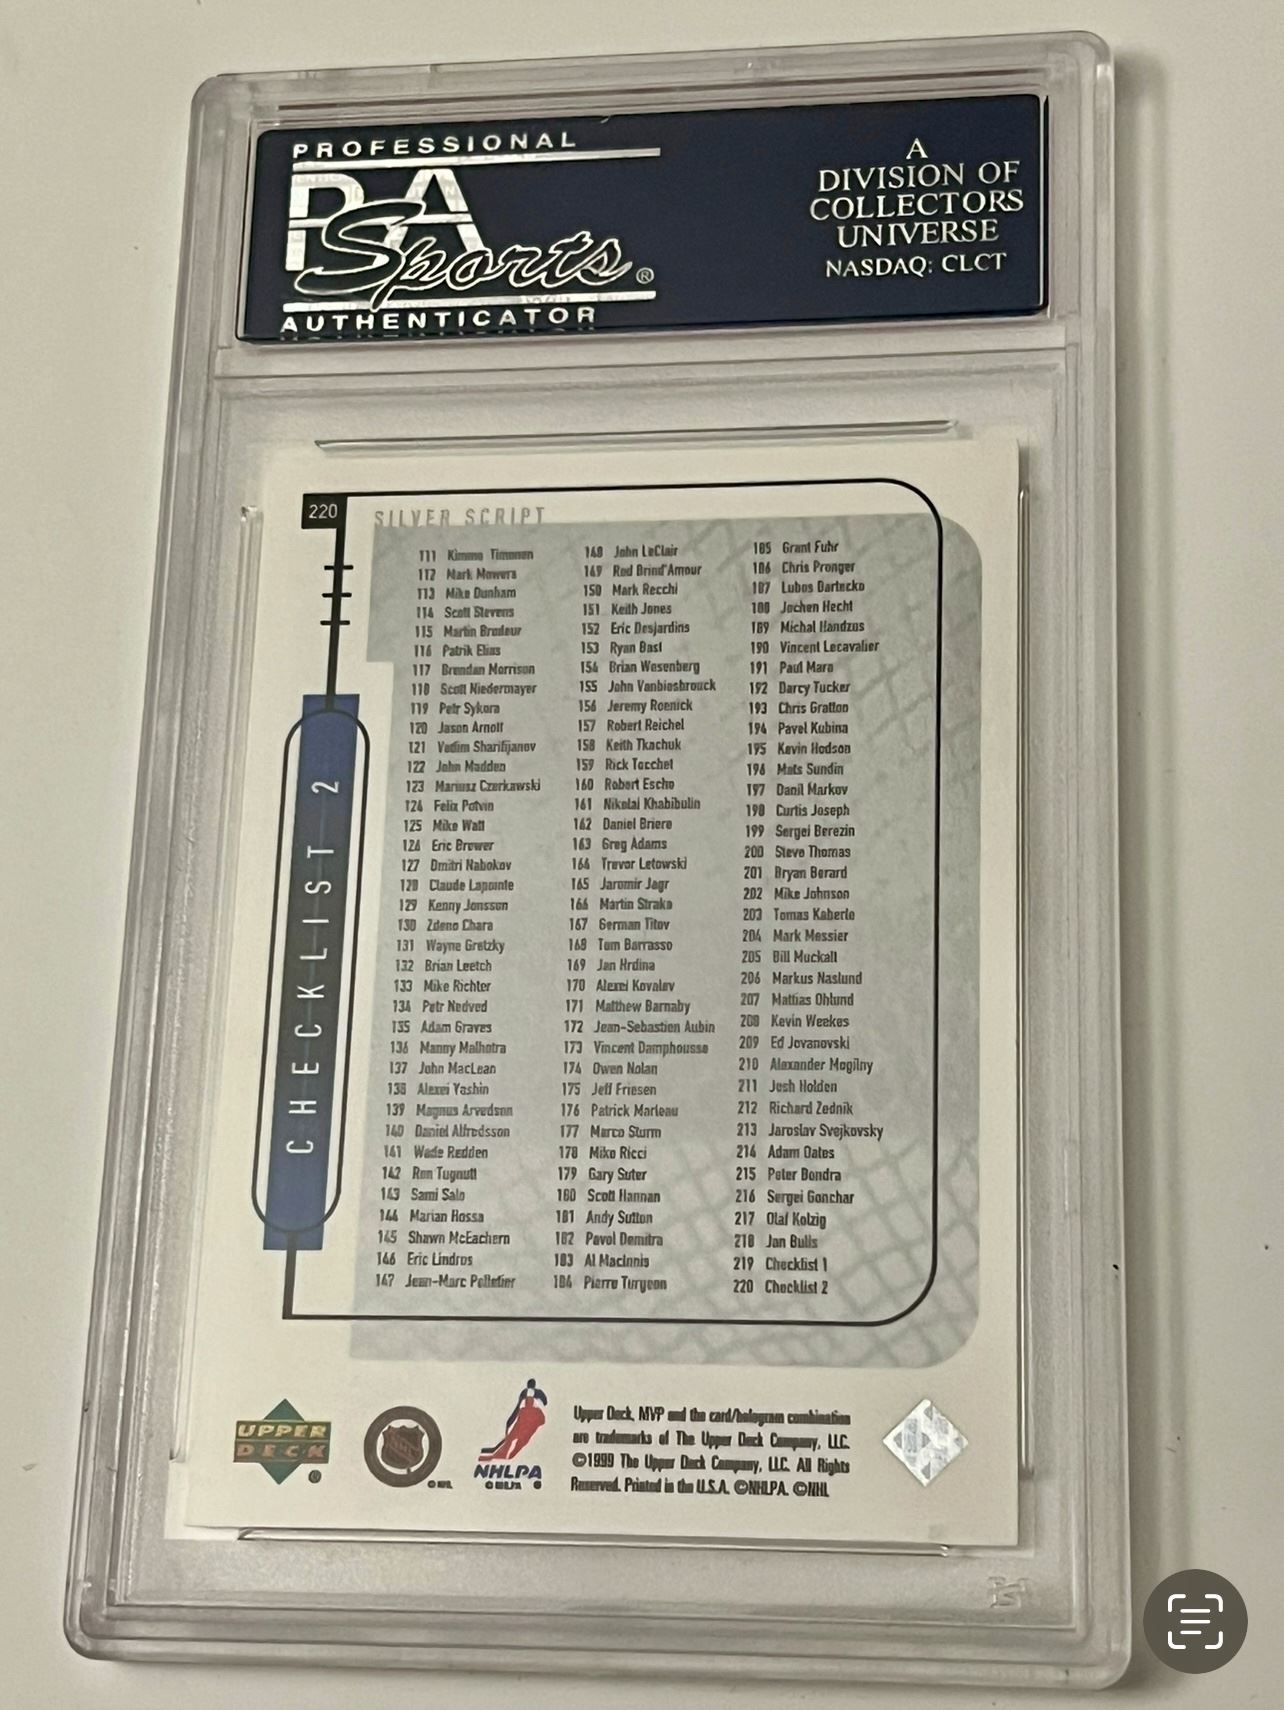 PROFESSIONAL
PSA
Sports®
AUTHENTICATOR
A
DIVISION OF
COLLECTORS
UNIVERSE
NASDAQ: CLCT
220
SILVER SCRIPT
CHECKLIST 2
111 Kimmo Timonen
112 Mark Mowers
113 Mike Dunham
114 Scott Stevens
115 Martin Brodeur
116 Patrik Elias
117 Brendan Morrison
118 Scott Niedermayer
119 Petr Sykora
120 Jason Arnott
121 Vadim Sharifijanov
122 John Madden
123 Mariusz Czerkawski
124 Felix Potvin
125 Mike Watt
126 Eric Brewer
127 Dmitri Nabokov
128 Claude Lapointe
129 Kenny Jonsson
130 Zdeno Chara
131 Wayne Gretzky
132 Brian Leetch
133 Mike Richter
134 Petr Nedved
135 Adam Graves
136 Manny Malhotra
137 John MacLean
138 Alexei Yashin
139 Magnus Arvedson
140 Daniel Alfredsson
141 Wade Redden
142 Ron Tugnutt
143 Sami Salo
144 Marian Hossa
145 Shawn McEachern
146 Eric Lindros
147 Jean-Marc Pelletier
148 John LeClair
149 Rod Brind'Amour
150 Mark Recchi
151 Keith Jones
152 Eric Desjardins
153 Ryan Bast
154 Brian Wesenberg
155 John Vanbiesbrouck
156 Jeremy Roenick
157 Robert Reichel
158 Keith Tkachuk
159 Rick Tocchet
160 Robert Esche
161 Nikolai Khabibulin
162 Daniel Briere
163 Greg Adams
164 Trevor Letowski
165 Jaromir Jagr
166 Martin Straka
167 German Titov
168 Tom Barrasso
169 Jan Hrdina
170 Alexei Kovalev
171 Matthew Barnaby
172 Jean-Sebastien Aubin
173 Vincent Damphousse
174 Owen Nolan
175 Jeff Friesen
176 Patrick Marleau
177 Marco Sturm
178 Mike Ricci
179 Gary Suter
180 Scott Hannan
181 Andy Sutton
182 Pavol Demitra
183 Al MacInnis
184 Pierre Turgeon
185 Grant Fuhr
186 Chris Pronger
187 Lubos Bartecko
188 Jochen Hecht
189 Michal Handzus
190 Vincent Lecavalier
191 Paul Mara
192 Darcy Tucker
193 Chris Gratton
194 Pavel Kubina
195 Kevin Hodson
196 Mats Sundin
197 Danil Markov
198 Curtis Joseph
199 Sergei Berezin
200 Steve Thomas
201 Bryan Berard
202 Mike Johnson
203 Tomas Kaberle
204 Mark Messier
205 Bill Muckalt
206 Markus Naslund
207 Mattias Ohlund
208 Kevin Weekes
209 Ed Jovanovski
210 Alexander Mogilny
211 Josh Holden
212 Richard Zednik
213 Jaroslav Svejkovsky
214 Adam Oates
215 Peter Bondra
216 Sergei Gonchar
217 Olaf Kolzig
218 Jan Bulis
219 Checklist 1
220 Checklist 2
UPPER
DECK
®
NHL
NHLPA
Upper Deck, MVP and the card/hologram combination
are trademarks of The Upper Deck Company, LLC.
©1999 The Upper Deck Company, LLC. All Rights
Reserved. Printed in the U.S.A. ©NHLPA. ©NHL